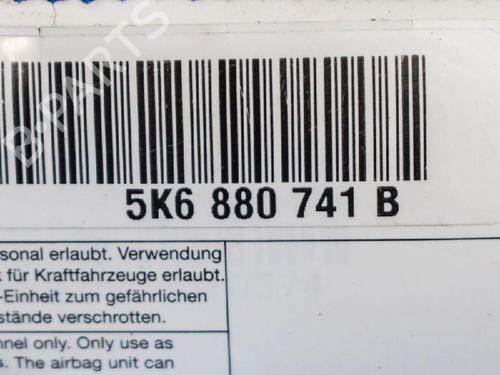 B-PARTS
5K6 880 741 B
sonal erlaubt. Verwendung
k für Kraftfahrzeuge erlaubt.
-Einheit zum gefährlichen
stände verschrotten.
nnel only. Only use as
s. The airbag unit can